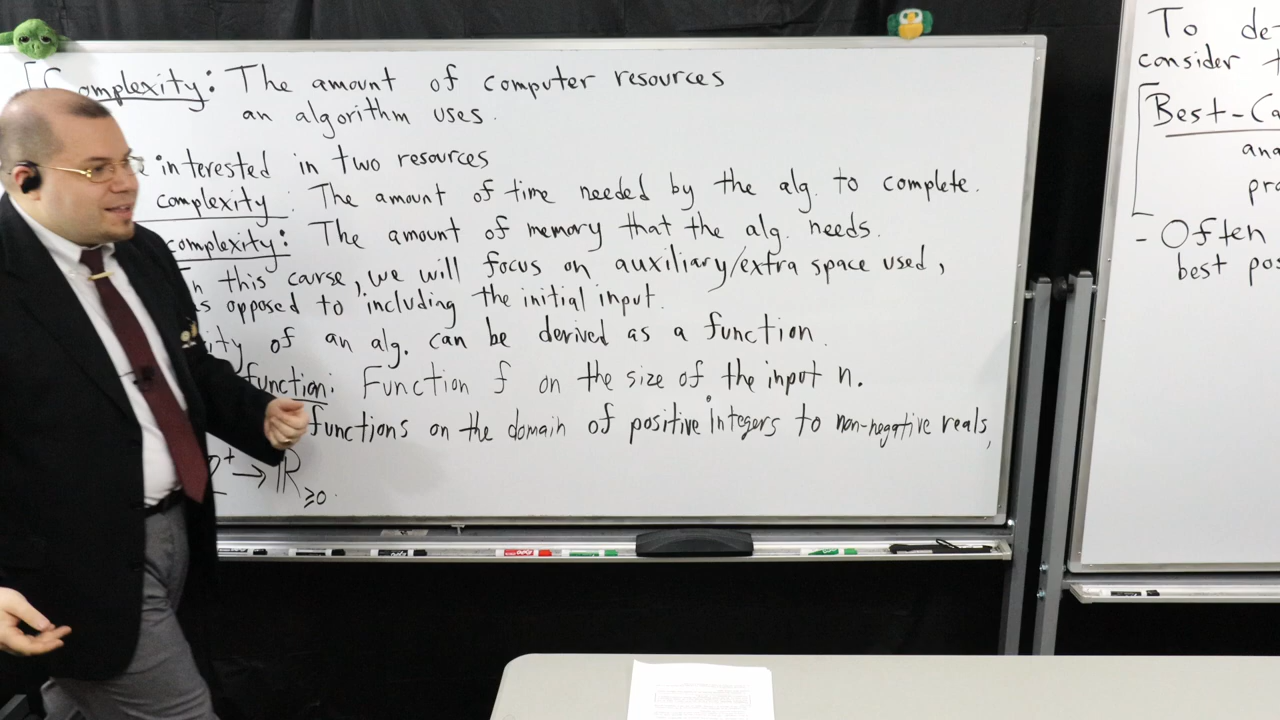 Complexity: The amount of computer resources
an algorithm uses.
interested in two resources
complexity: The amount of time needed by the alg. to complete.
complexity: The amount of memory that the alg. needs.
In this carse, we will focus on auxiliary/extra space used,
as opposed to including the initial input.
ity of an alg. can be derived as a function.
function: Function f on the size of the input n.
functions on the domain of positive integers to non-negative reals,
Z+ → ℝ≥0.
To de-
consider t
Best-Ca
ana
pro
- Often
best pos